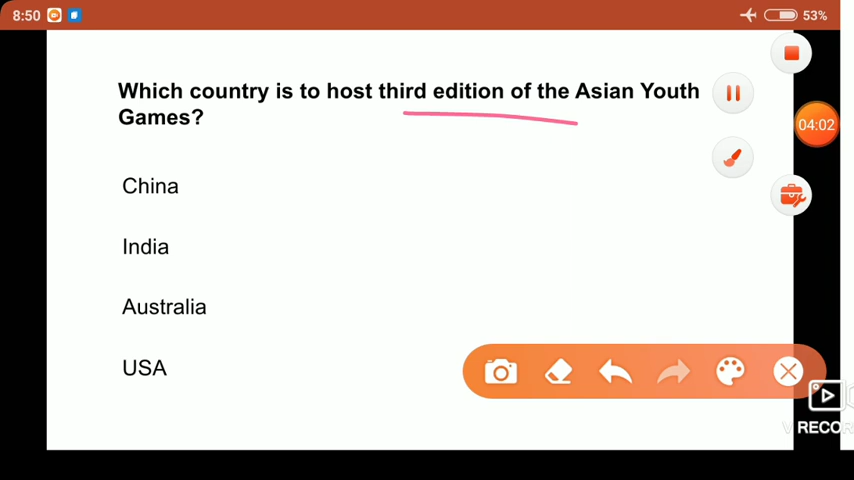 8:50
53%
Which country is to host third edition of the Asian Youth
Games?
04:02
China
India
Australia
USA
RECOR